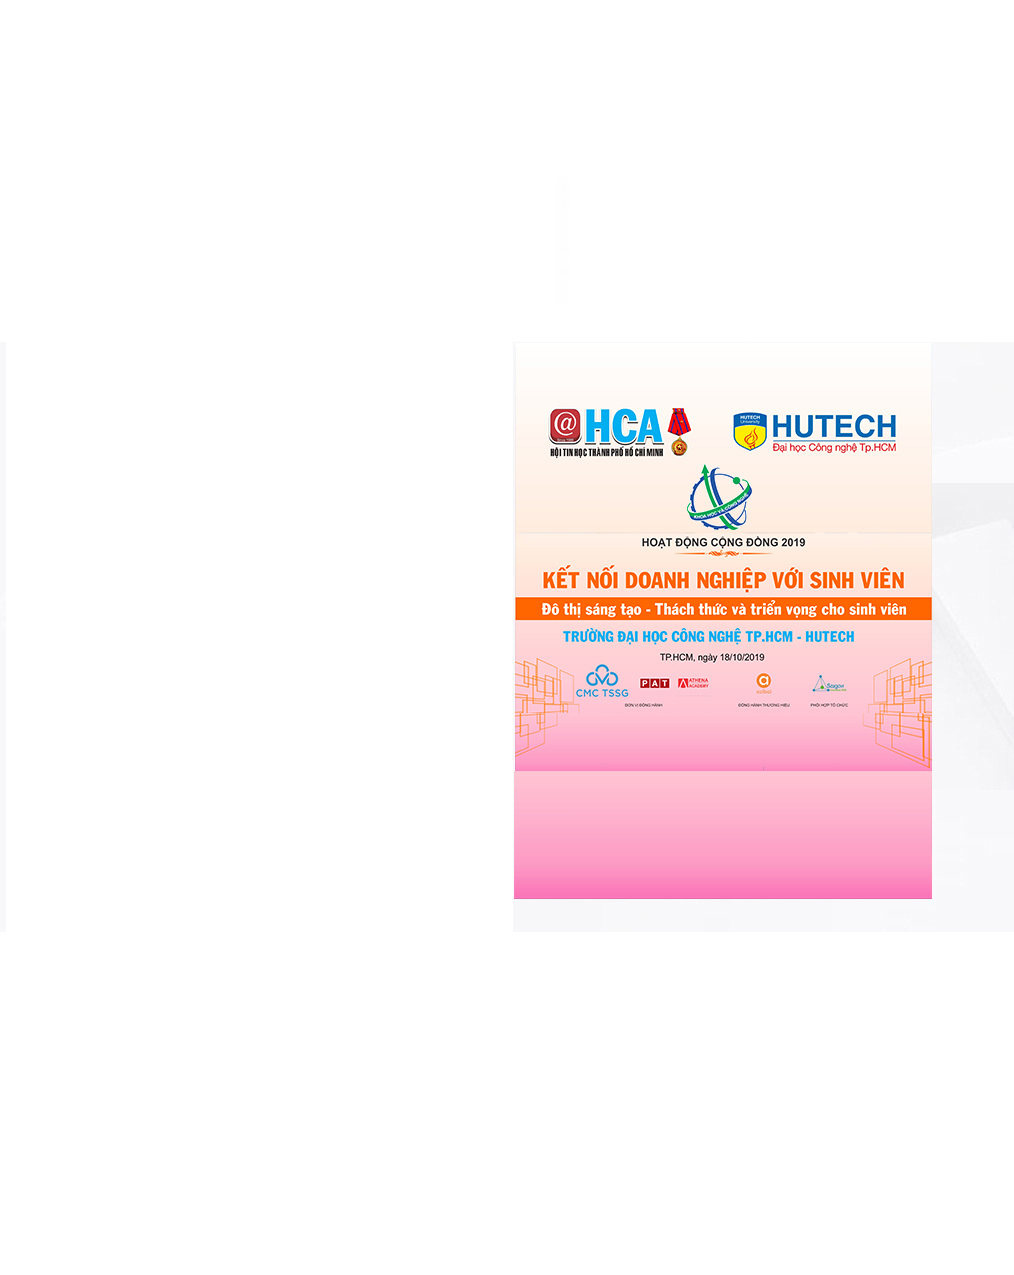 @HCA
Since 1988
HỘI TIN HỌC THÀNH PHỐ HỒ CHÍ MINH
HUTECH
University
HUTECH
Đại học Công nghệ Tp.HCM
KHOA HỌC VÀ CÔNG NGHỆ
HOẠT ĐỘNG CỘNG ĐỒNG 2019
KẾT NỐI DOANH NGHIỆP VỚI SINH VIÊN
Đô thị sáng tạo - Thách thức và triển vọng cho sinh viên
TRƯỜNG ĐẠI HỌC CÔNG NGHỆ TP.HCM - HUTECH
TP.HCM, ngày 18/10/2019
CMC TSSG
PAT
ATHENA
ACADEMY
Saigon
ĐƠN VỊ ĐỒNG HÀNH
ĐỒNG HÀNH THƯƠNG HIỆU
PHỐI HỢP TỔ CHỨC